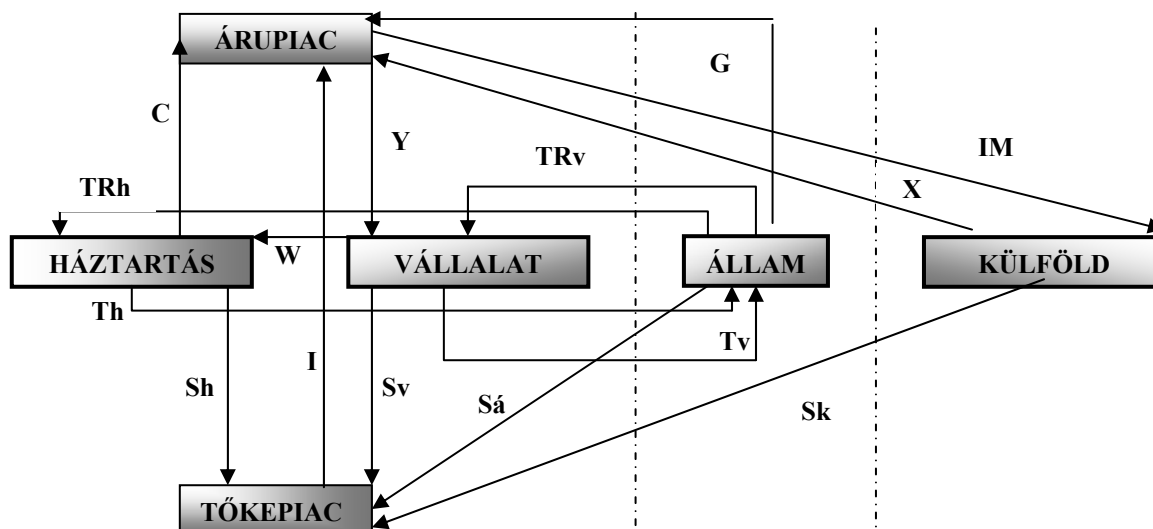 ÁRUPIAC
G
C
Y
IM
TRv
TRh
X
HÁZTARTÁS
W
VÁLLALAT
ÁLLAM
KÜLFÖLD
Th
Tv
I
Sh
Sv
Sá
Sk
TŐKEPIAC